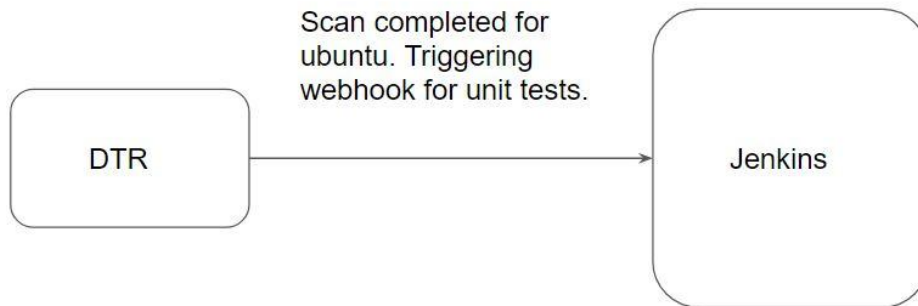 Scan completed for
ubuntu. Triggering
webhook for unit tests.
DTR
Jenkins